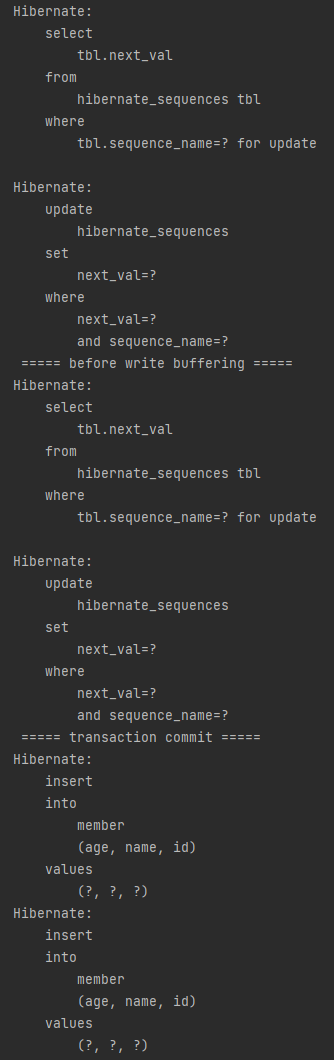 Hibernate:
select
tbl.next_val
from
hibernate_sequences tbl
where
tbl.sequence_name=? for update
Hibernate:
update
hibernate_sequences
set
next_val=?
where
next_val=?
and sequence_name=?
===== before write buffering =====
Hibernate:
select
tbl.next_val
from
hibernate_sequences tbl
where
tbl.sequence_name=? for update
Hibernate:
update
hibernate_sequences
set
next_val=?
where
next_val=?
and sequence_name=?
===== transaction commit =====
Hibernate:
insert
into
member
(age, name, id)
values
(?, ?, ?)
Hibernate:
insert
into
member
(age, name, id)
values
(?, ?, ?)